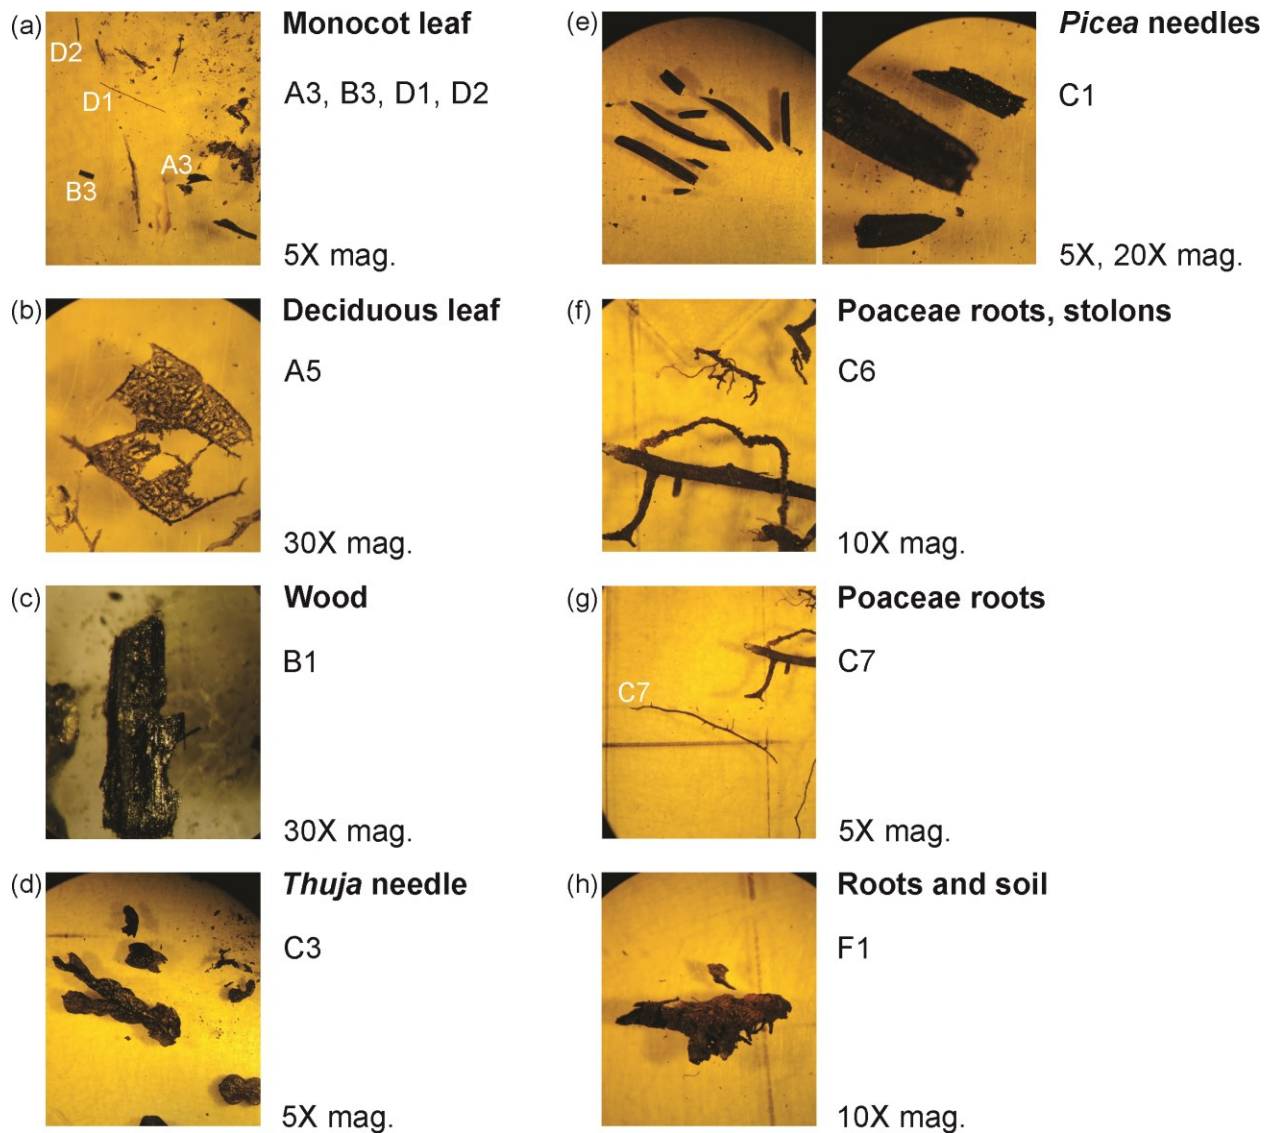 (a)
Monocot leaf
D2
D1
A3
B3
A3, B3, D1, D2
5X mag.
(b)
Deciduous leaf
A5
30X mag.
(c)
Wood
B1
30X mag.
(d)
Thuja needle
C3
5X mag.
(e)
Picea needles
C1
5X, 20X mag.
(f)
Poaceae roots, stolons
C6
10X mag.
(g)
Poaceae roots
C7
C7
5X mag.
(h)
Roots and soil
F1
10X mag.